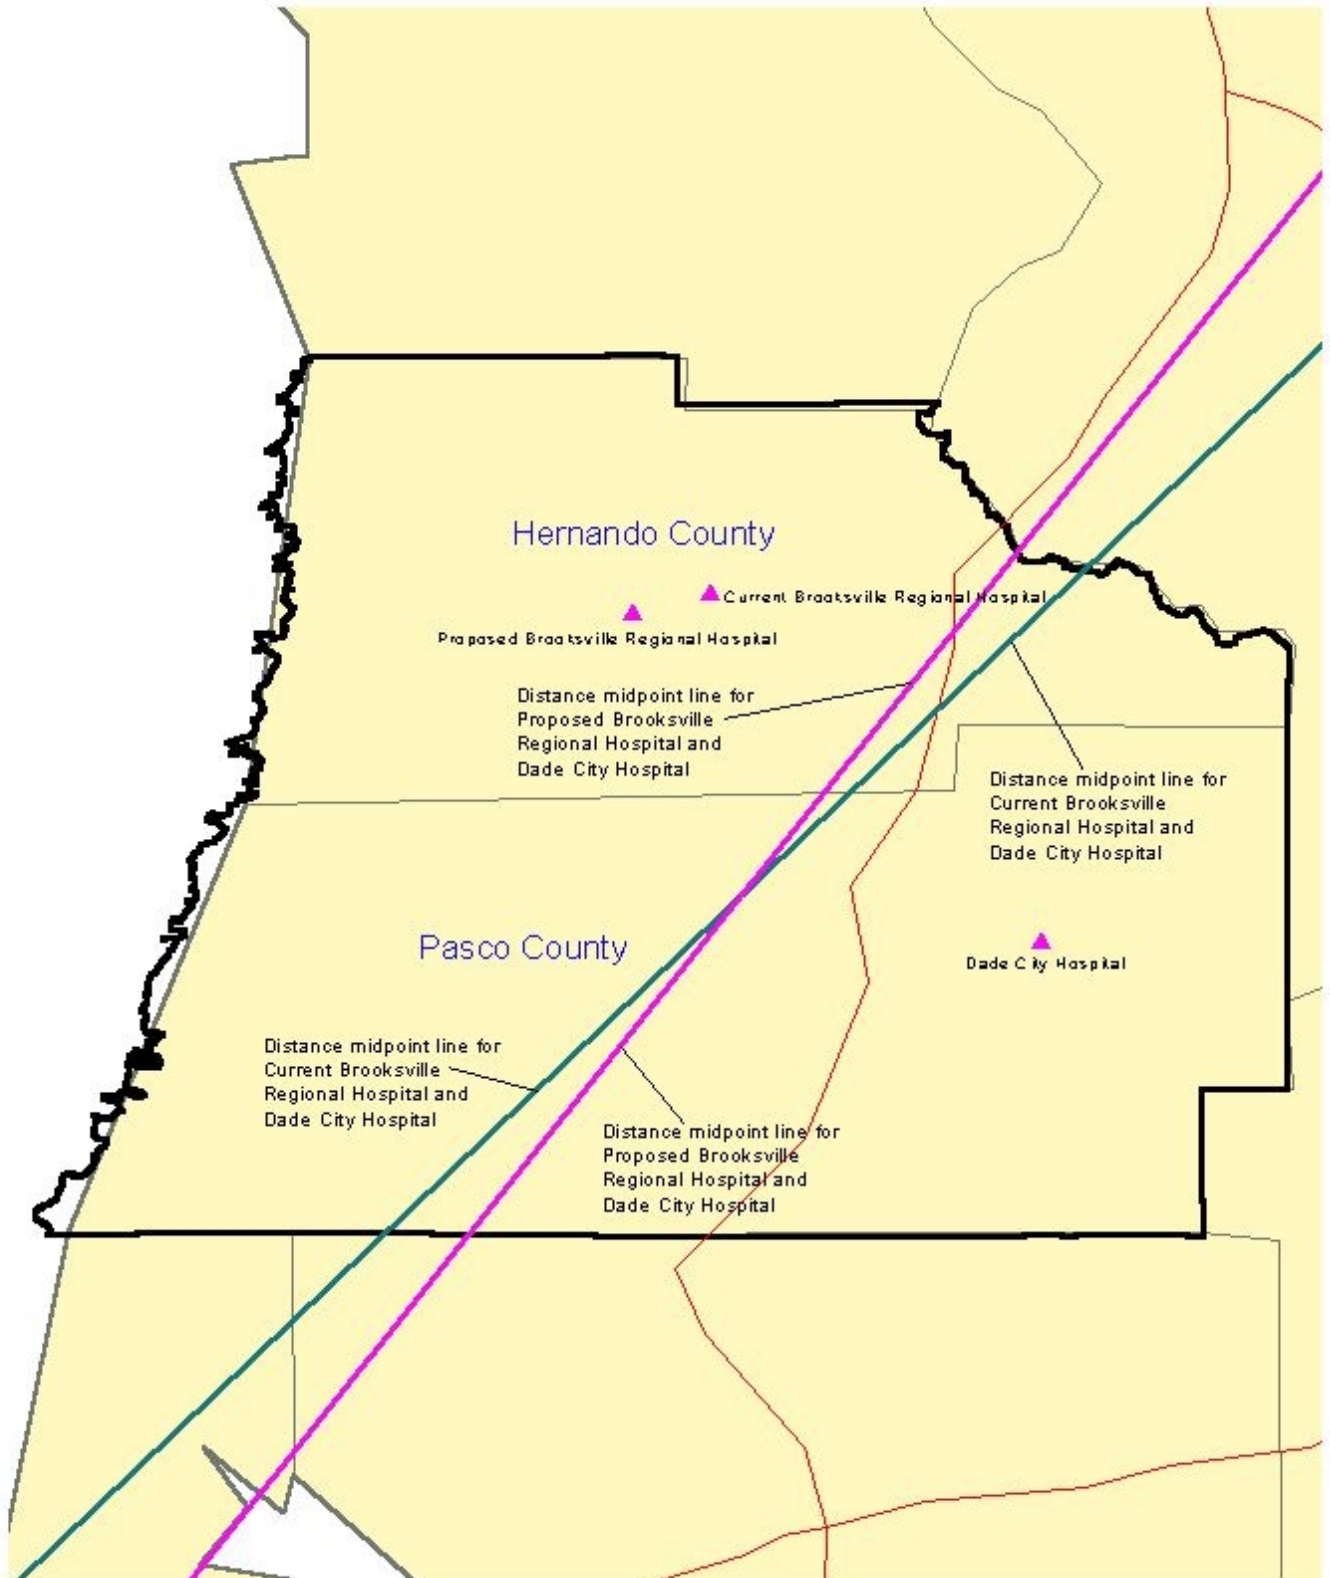 Hernando County
Current Brooksville Regional Hospital
Proposed Brooksville Regional Hospital
Distance midpoint line for
Proposed Brooksville
Regional Hospital and
Dade City Hospital
Distance midpoint line for
Current Brooksville
Regional Hospital and
Dade City Hospital
Pasco County
Dade City Hospital
Distance midpoint line for
Current Brooksville
Regional Hospital and
Dade City Hospital
Distance midpoint line for
Proposed Brooksville
Regional Hospital and
Dade City Hospital